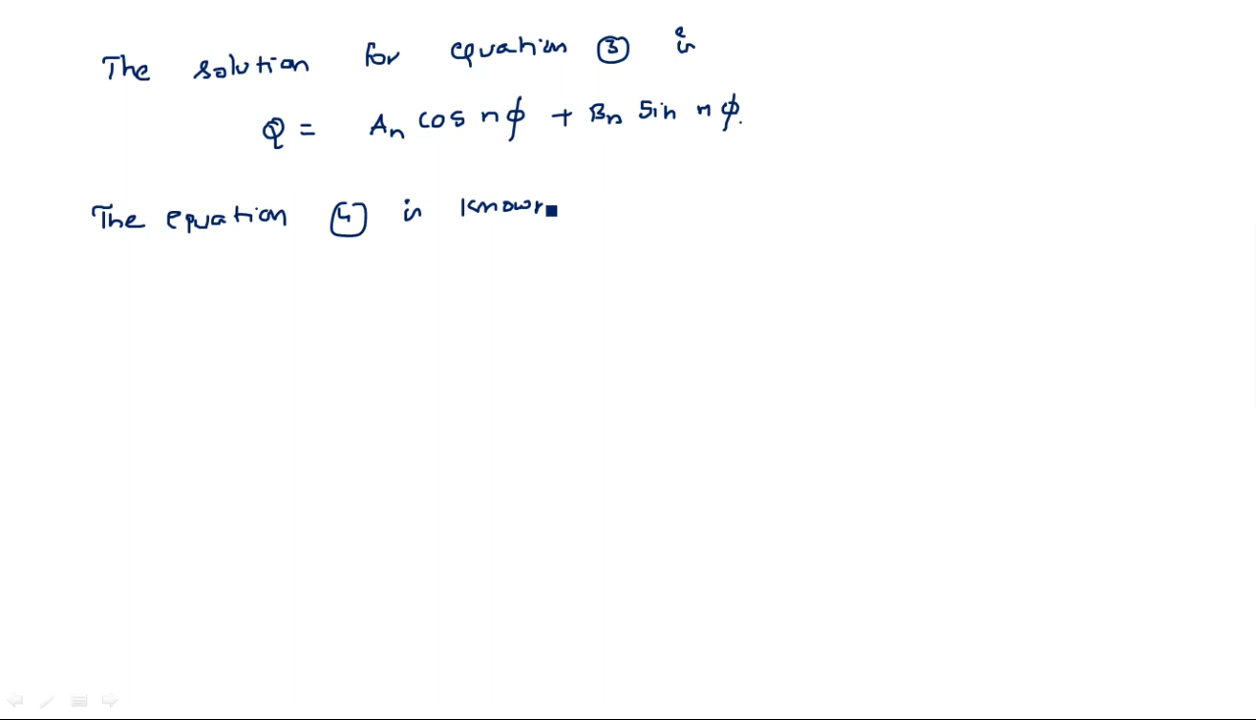 The solution for equation ③ is
Q = Aₙ cos nϕ + Bₙ Sin nϕ.
The equation ④ is known